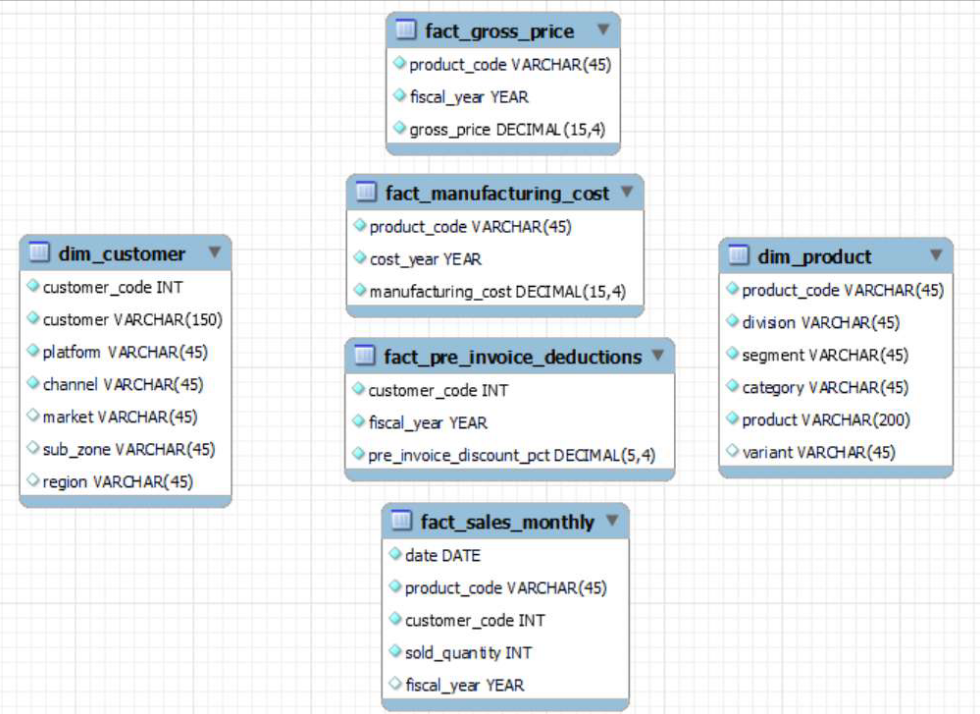 fact_gross_price
product_code VARCHAR(45)
fiscal_year YEAR
gross_price DECIMAL(15,4)
fact_manufacturing_cost
product_code VARCHAR(45)
cost_year YEAR
manufacturing_cost DECIMAL(15,4)
dim_customer
customer_code INT
customer VARCHAR(150)
platform VARCHAR(45)
channel VARCHAR(45)
market VARCHAR(45)
sub_zone VARCHAR(45)
region VARCHAR(45)
dim_product
product_code VARCHAR(45)
division VARCHAR(45)
segment VARCHAR(45)
category VARCHAR(45)
product VARCHAR(200)
variant VARCHAR(45)
fact_pre_invoice_deductions
customer_code INT
fiscal_year YEAR
pre_invoice_discount_pct DECIMAL(5,4)
fact_sales_monthly
date DATE
product_code VARCHAR(45)
customer_code INT
sold_quantity INT
fiscal_year YEAR